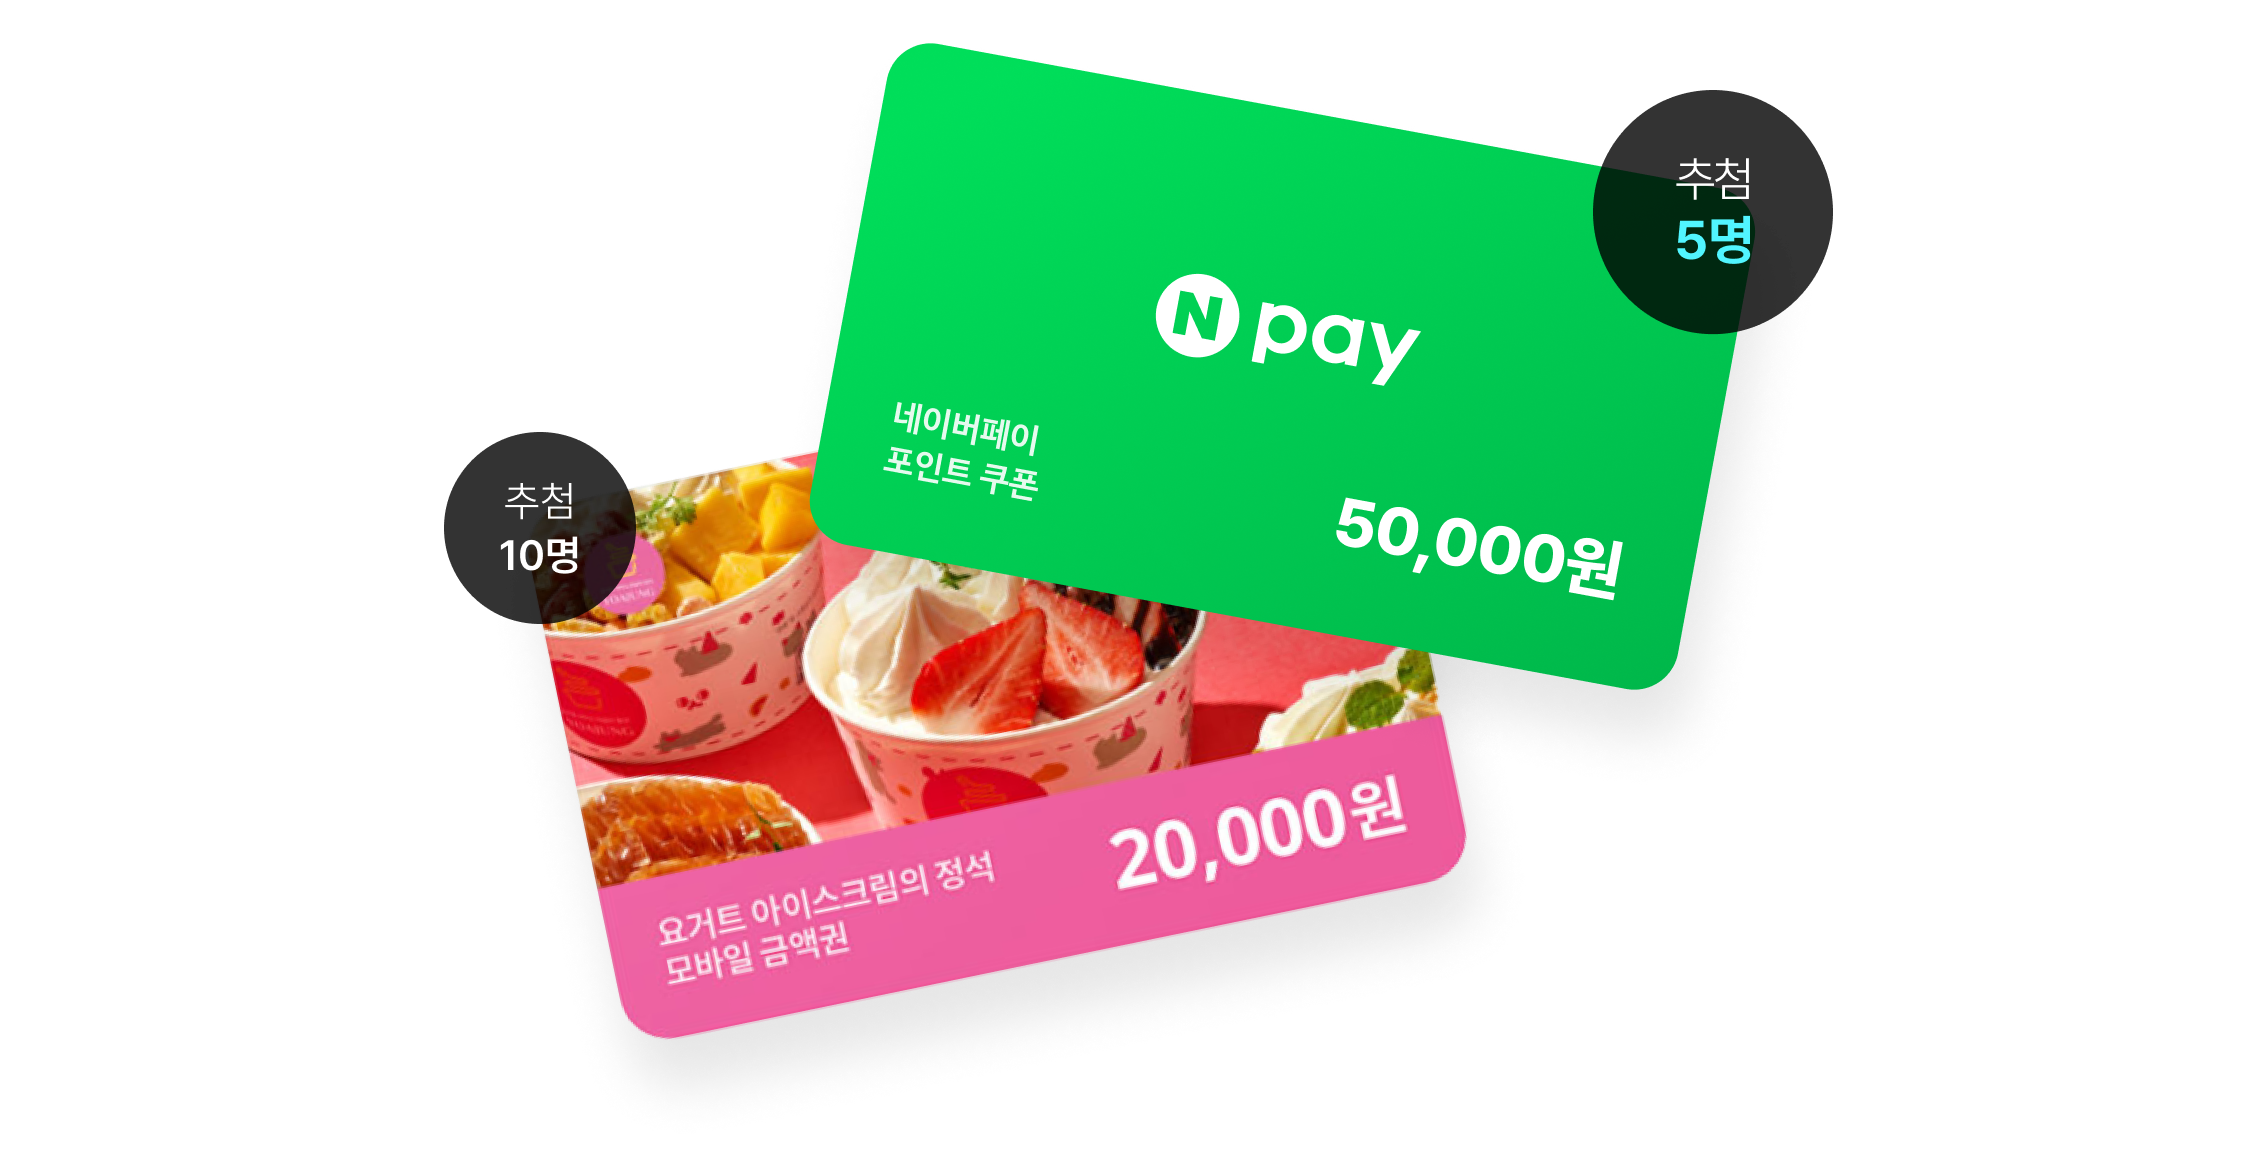 추첨
5명
N pay
네이버페이
포인트 쿠폰
50,000원
추첨
10명
YOAJUNG
YOAJUNG
요거트 아이스크림의 정석
모바일 금액권
20,000원